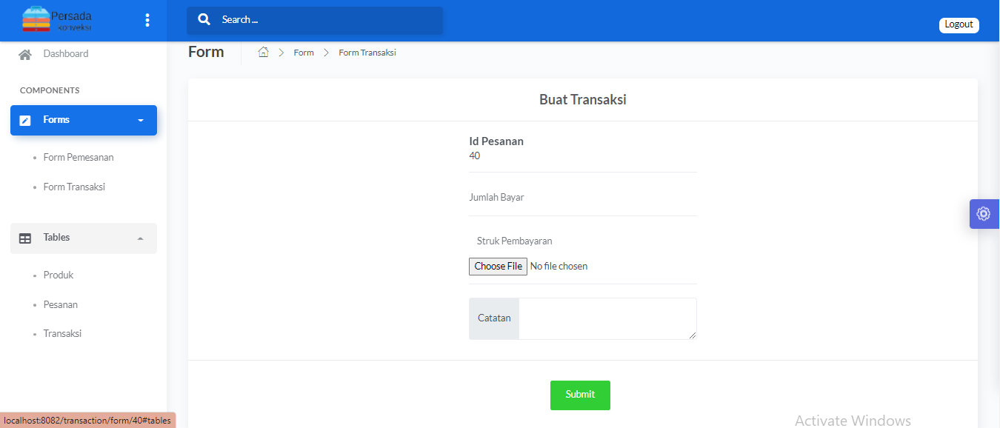 Persada
Konveksi
Search ...
Logout
Dashboard
Form
Form
Form Transaksi
COMPONENTS
Forms
Form Pemesanan
Form Transaksi
Tables
Produk
Pesanan
Transaksi
Buat Transaksi
Id Pesanan
40
Jumlah Bayar
Struk Pembayaran
Choose File No file chosen
Catatan
Submit
localhost:8082/transaction/form/40#tables
Activate Windows